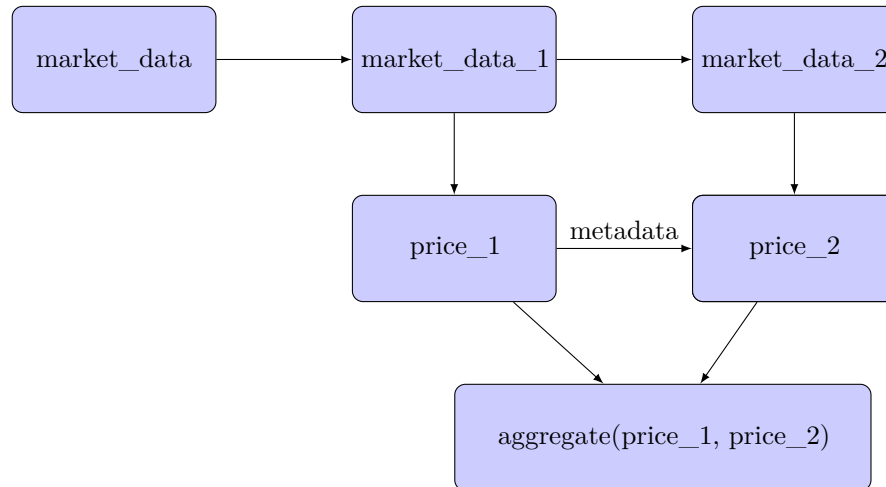 market_data
market_data_1
market_data_2
price_1
metadata
price_2
aggregate(price_1, price_2)